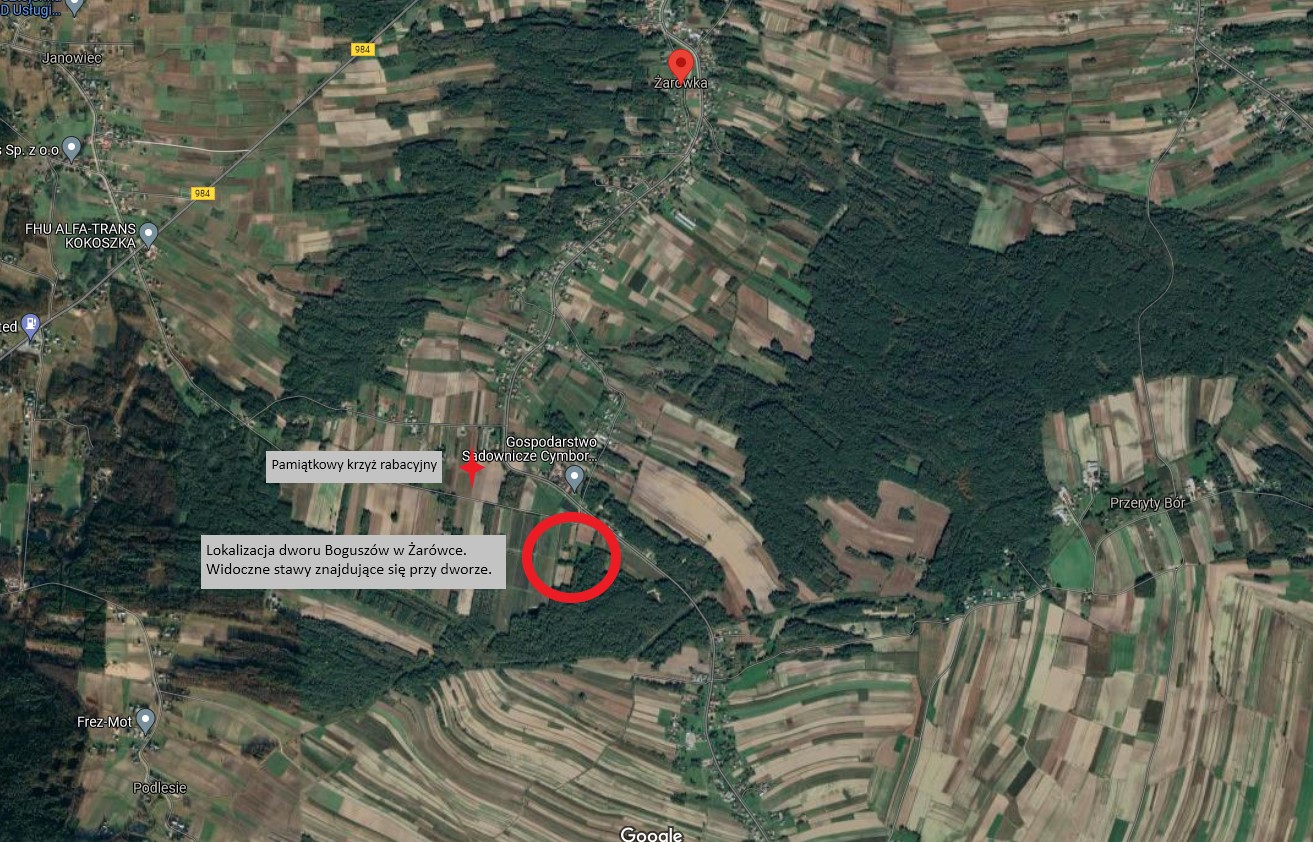 D Usługi...
Janowiec
984
Żarówka
s Sp. z o.o
984
FHU ALFA-TRANS
KOKOSZKA
Gospodarstwo
Sadownicze Cymbor...
Pamiątkowy krzyż rabacyjny
Przeryty Bór
Lokalizacja dworu Boguszów w Żarówce.
Widoczne stawy znajdujące się przy dworze.
Frez-Mot
Podlesie
Google